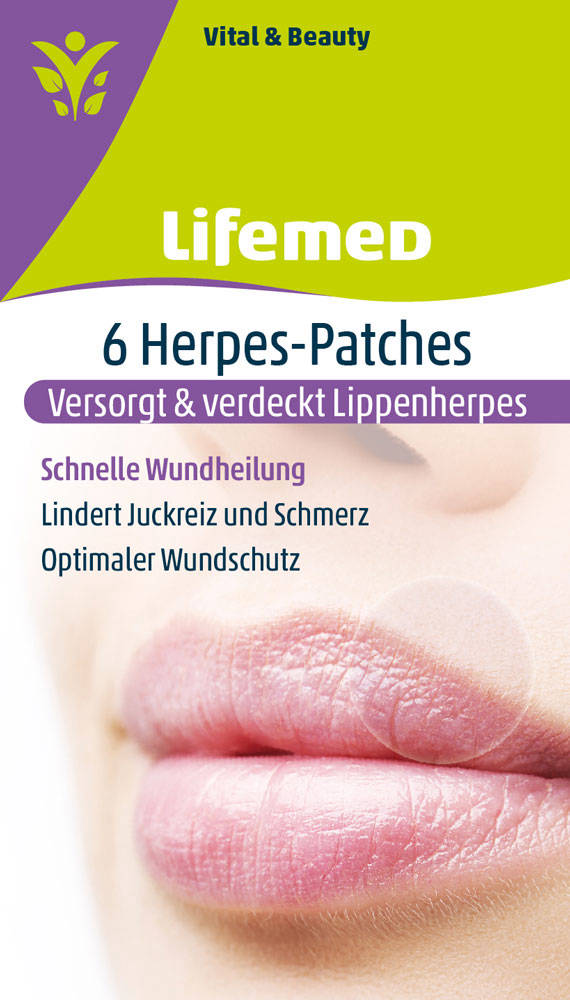 Vital & Beauty
Lifemed
6 Herpes-Patches
Versorgt & verdeckt Lippenherpes
Schnelle Wundheilung
Lindert Juckreiz und Schmerz
Optimaler Wundschutz